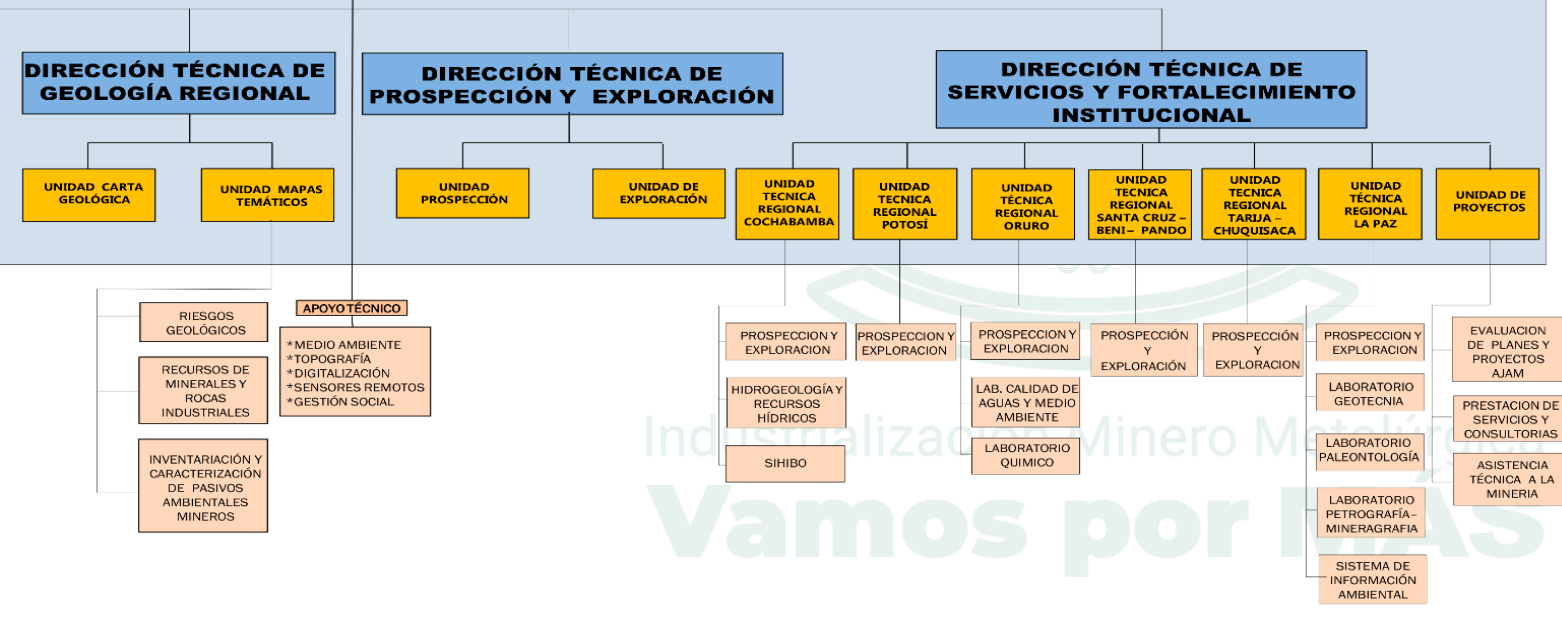 DIRECCIÓN TÉCNICA DE
GEOLOGÍA REGIONAL
DIRECCIÓN TÉCNICA DE
PROSPECCIÓN Y EXPLORACIÓN
DIRECCIÓN TÉCNICA DE
SERVICIOS Y FORTALECIMIENTO
INSTITUCIONAL
UNIDAD CARTA
GEOLÓGICA
UNIDAD MAPAS
TEMÁTICOS
UNIDAD
PROSPECCIÓN
UNIDAD DE
EXPLORACIÓN
UNIDAD
TECNICA
REGIONAL
COCHABAMBA
UNIDAD
TECNICA
REGIONAL
POTOSÍ
UNIDAD
TÉCNICA
REGIONAL
ORURO
UNIDAD
TECNICA
REGIONAL
SANTA CRUZ –
BENI – PANDO
UNIDAD
TECNICA
REGIONAL
TARIJA –
CHUQUISACA
UNIDAD
TÉCNICA
REGIONAL
LA PAZ
UNIDAD DE
PROYECTOS
RIESGOS
GEOLÓGICOS
RECURSOS DE
MINERALES Y
ROCAS
INDUSTRIALES
INVENTARIACIÓN Y
CARACTERIZACIÓN
DE PASIVOS
AMBIENTALES
MINEROS
APOYO TÉCNICO
*MEDIO AMBIENTE
*TOPOGRAFÍA
*DIGITALIZACIÓN
*SENSORES REMOTOS
*GESTIÓN SOCIAL
PROSPECCION Y
EXPLORACION
HIDROGEOLOGÍA Y
RECURSOS
HÍDRICOS
SIHIBO
PROSPECCION Y
EXPLORACION
PROSPECCION Y
EXPLORACION
LAB. CALIDAD DE
AGUAS Y MEDIO
AMBIENTE
LABORATORIO
QUIMICO
PROSPECCIÓN
Y
EXPLORACIÓN
PROSPECCIÓN
Y
EXPLORACION
PROSPECCION Y
EXPLORACION
LABORATORIO
GEOTECNIA
LABORATORIO
PALEONTOLOGÍA
LABORATORIO
PETROGRAFÍA–
MINERAGRAFIA
SISTEMA DE
INFORMACIÓN
AMBIENTAL
EVALUACION
DE PLANES Y
PROYECTOS
AJAM
PRESTACION DE
SERVICIOS Y
CONSULTORIAS
ASISTENCIA
TÉCNICA A LA
MINERIA
Industrialización Minero Metalúrgica
Vamos por MÁS